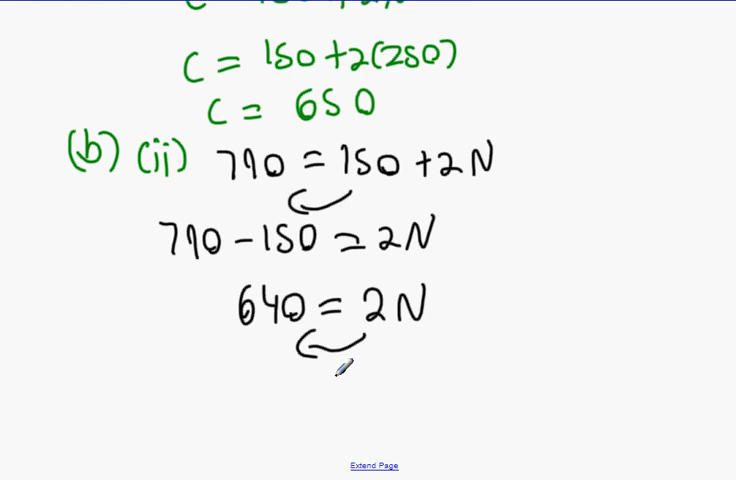 C = 150 + 2(250)
C = 650
(b) (ii) 790 = 150 + 2N
790 - 150 = 2N
640 = 2N
Extend Page